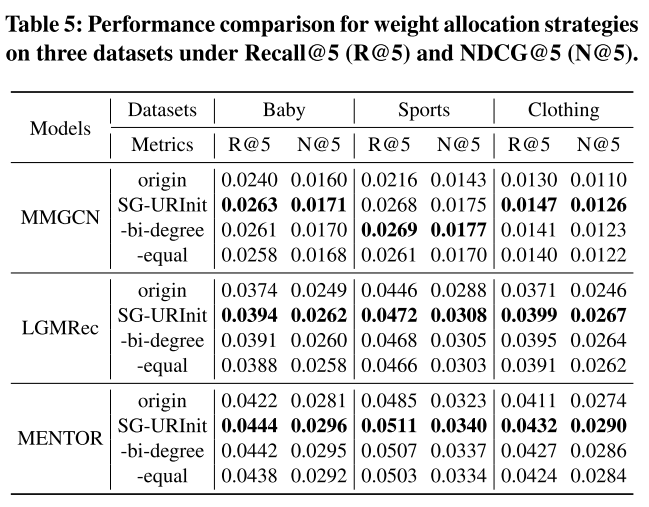 Table 5: Performance comparison for weight allocation strategies
on three datasets under Recall@5 (R@5) and NDCG@5 (N@5).
Models Datasets Baby Sports Clothing
Metrics R@5 N@5 R@5 N@5 R@5 N@5
MMGCN
origin 0.0240 0.0160 0.0216 0.0143 0.0130 0.0110
SG-URInit 0.0263 0.0171 0.0268 0.0175 0.0147 0.0126
-bi-degree 0.0261 0.0170 0.0269 0.0177 0.0141 0.0123
-equal 0.0258 0.0168 0.0261 0.0170 0.0140 0.0122
LGMRec
origin 0.0374 0.0249 0.0446 0.0288 0.0371 0.0246
SG-URInit 0.0394 0.0262 0.0472 0.0308 0.0399 0.0267
-bi-degree 0.0391 0.0260 0.0468 0.0305 0.0395 0.0264
-equal 0.0388 0.0258 0.0466 0.0303 0.0391 0.0262
MENTOR
origin 0.0422 0.0281 0.0485 0.0323 0.0411 0.0274
SG-URInit 0.0444 0.0296 0.0511 0.0340 0.0432 0.0290
-bi-degree 0.0442 0.0295 0.0507 0.0337 0.0427 0.0286
-equal 0.0438 0.0292 0.0503 0.0334 0.0424 0.0284